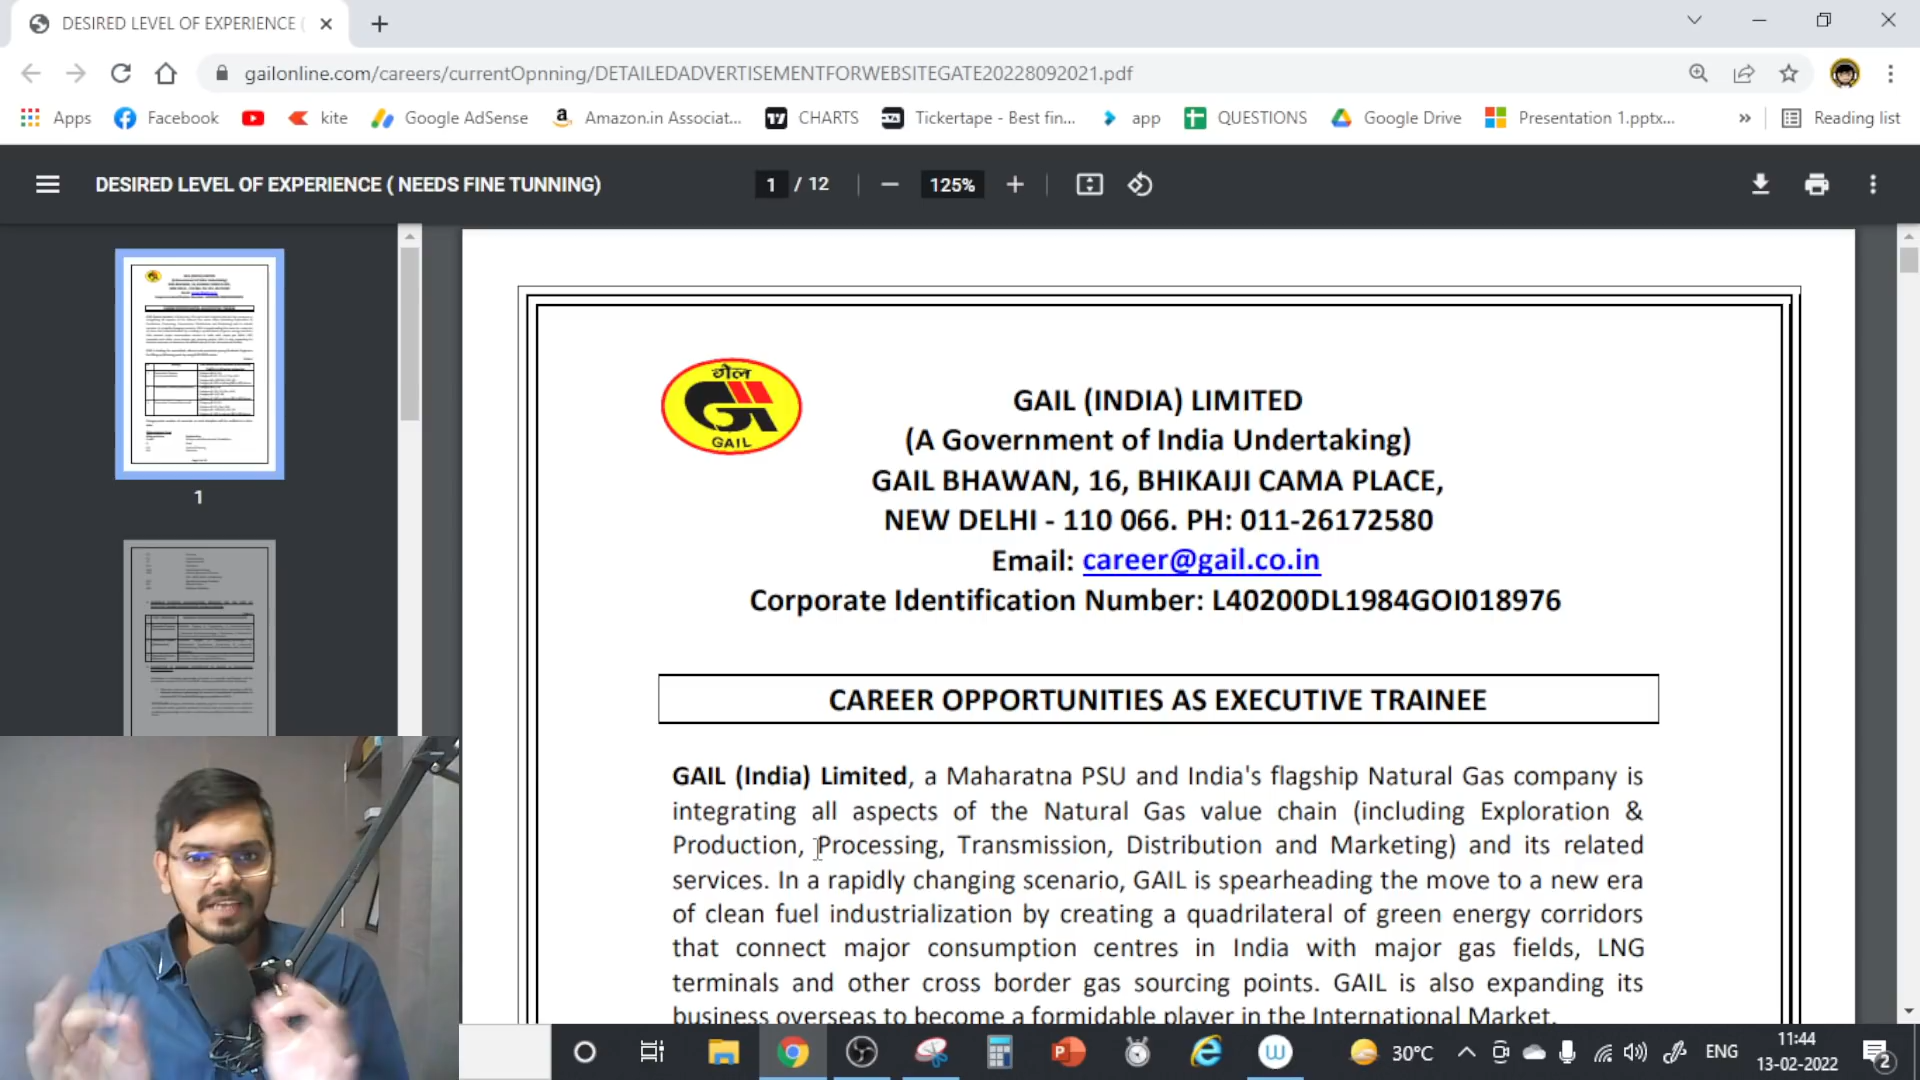 DESIRED LEVEL OF EXPERIENCE (
gailonline.com/careers/currentOpnning/DETAILEDADVERTISEMENTFORWEBSITEGATE20228092021.pdf
Apps Facebook kite Google AdSense Amazon.in Associat... CHARTS Tickertape - Best fin... app QUESTIONS Google Drive Presentation 1.pptx... » Reading list
DESIRED LEVEL OF EXPERIENCE ( NEEDS FINE TUNNING) 1 / 12 125%
गेल
GAIL
GAIL (INDIA) LIMITED
(A Government of India Undertaking)
GAIL BHAWAN, 16, BHIKAIJI CAMA PLACE,
NEW DELHI - 110 066. PH: 011-26172580
Email: career@gail.co.in
Corporate Identification Number: L40200DL1984GOI018976
1
CAREER OPPORTUNITIES AS EXECUTIVE TRAINEE
GAIL (India) Limited, a Maharatna PSU and India's flagship Natural Gas company is
integrating all aspects of the Natural Gas value chain (including Exploration &
Production, Processing, Transmission, Distribution and Marketing) and its related
services. In a rapidly changing scenario, GAIL is spearheading the move to a new era
of clean fuel industrialization by creating a quadrilateral of green energy corridors
that connect major consumption centres in India with major gas fields, LNG
terminals and other cross border gas sourcing points. GAIL is also expanding its
business overseas to become a formidable player in the International Market.
30°C ENG 11:44
13-02-2022
2